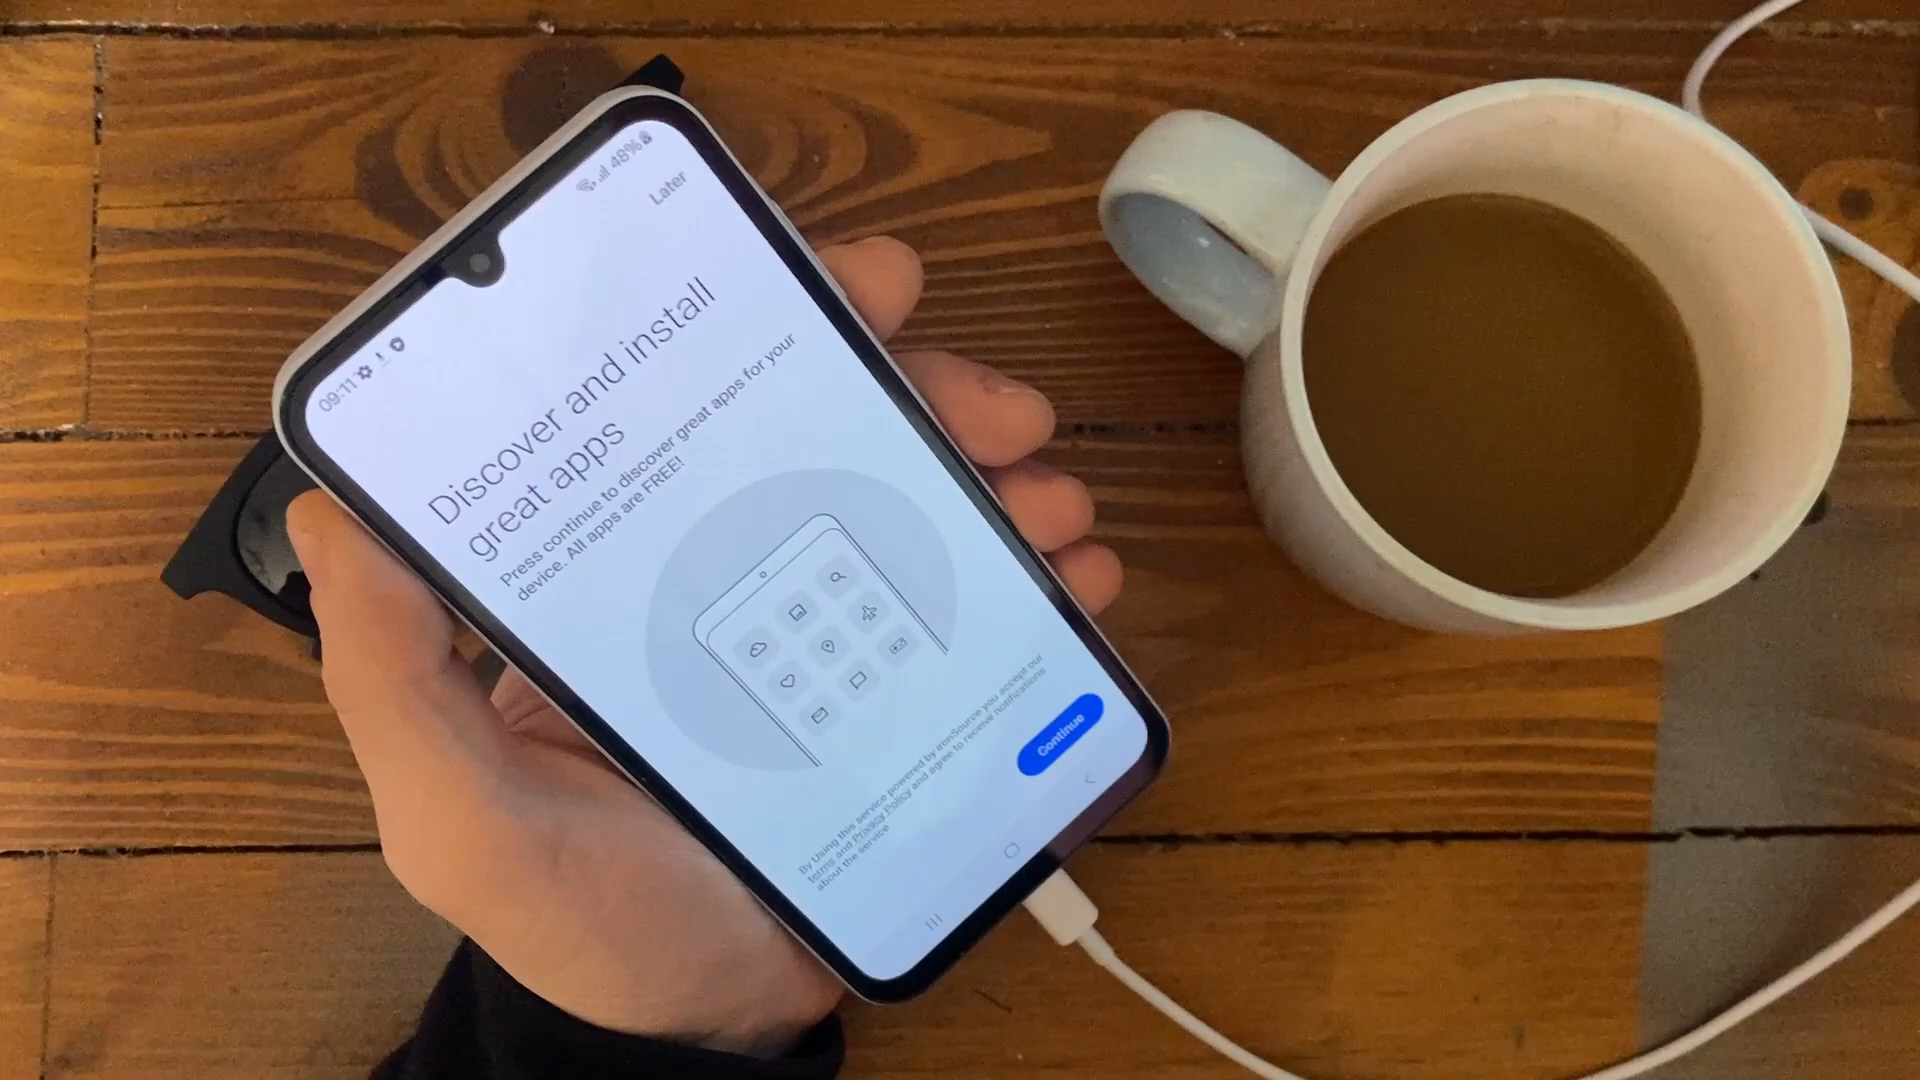 09:11
48%
Later
Discover and install
great apps
Press continue to discover great apps for your
device. All apps are FREE!
By Using this service powered by ironSource you accept our
terms and Privacy Policy and agree to receive notifications
about the service
Continue